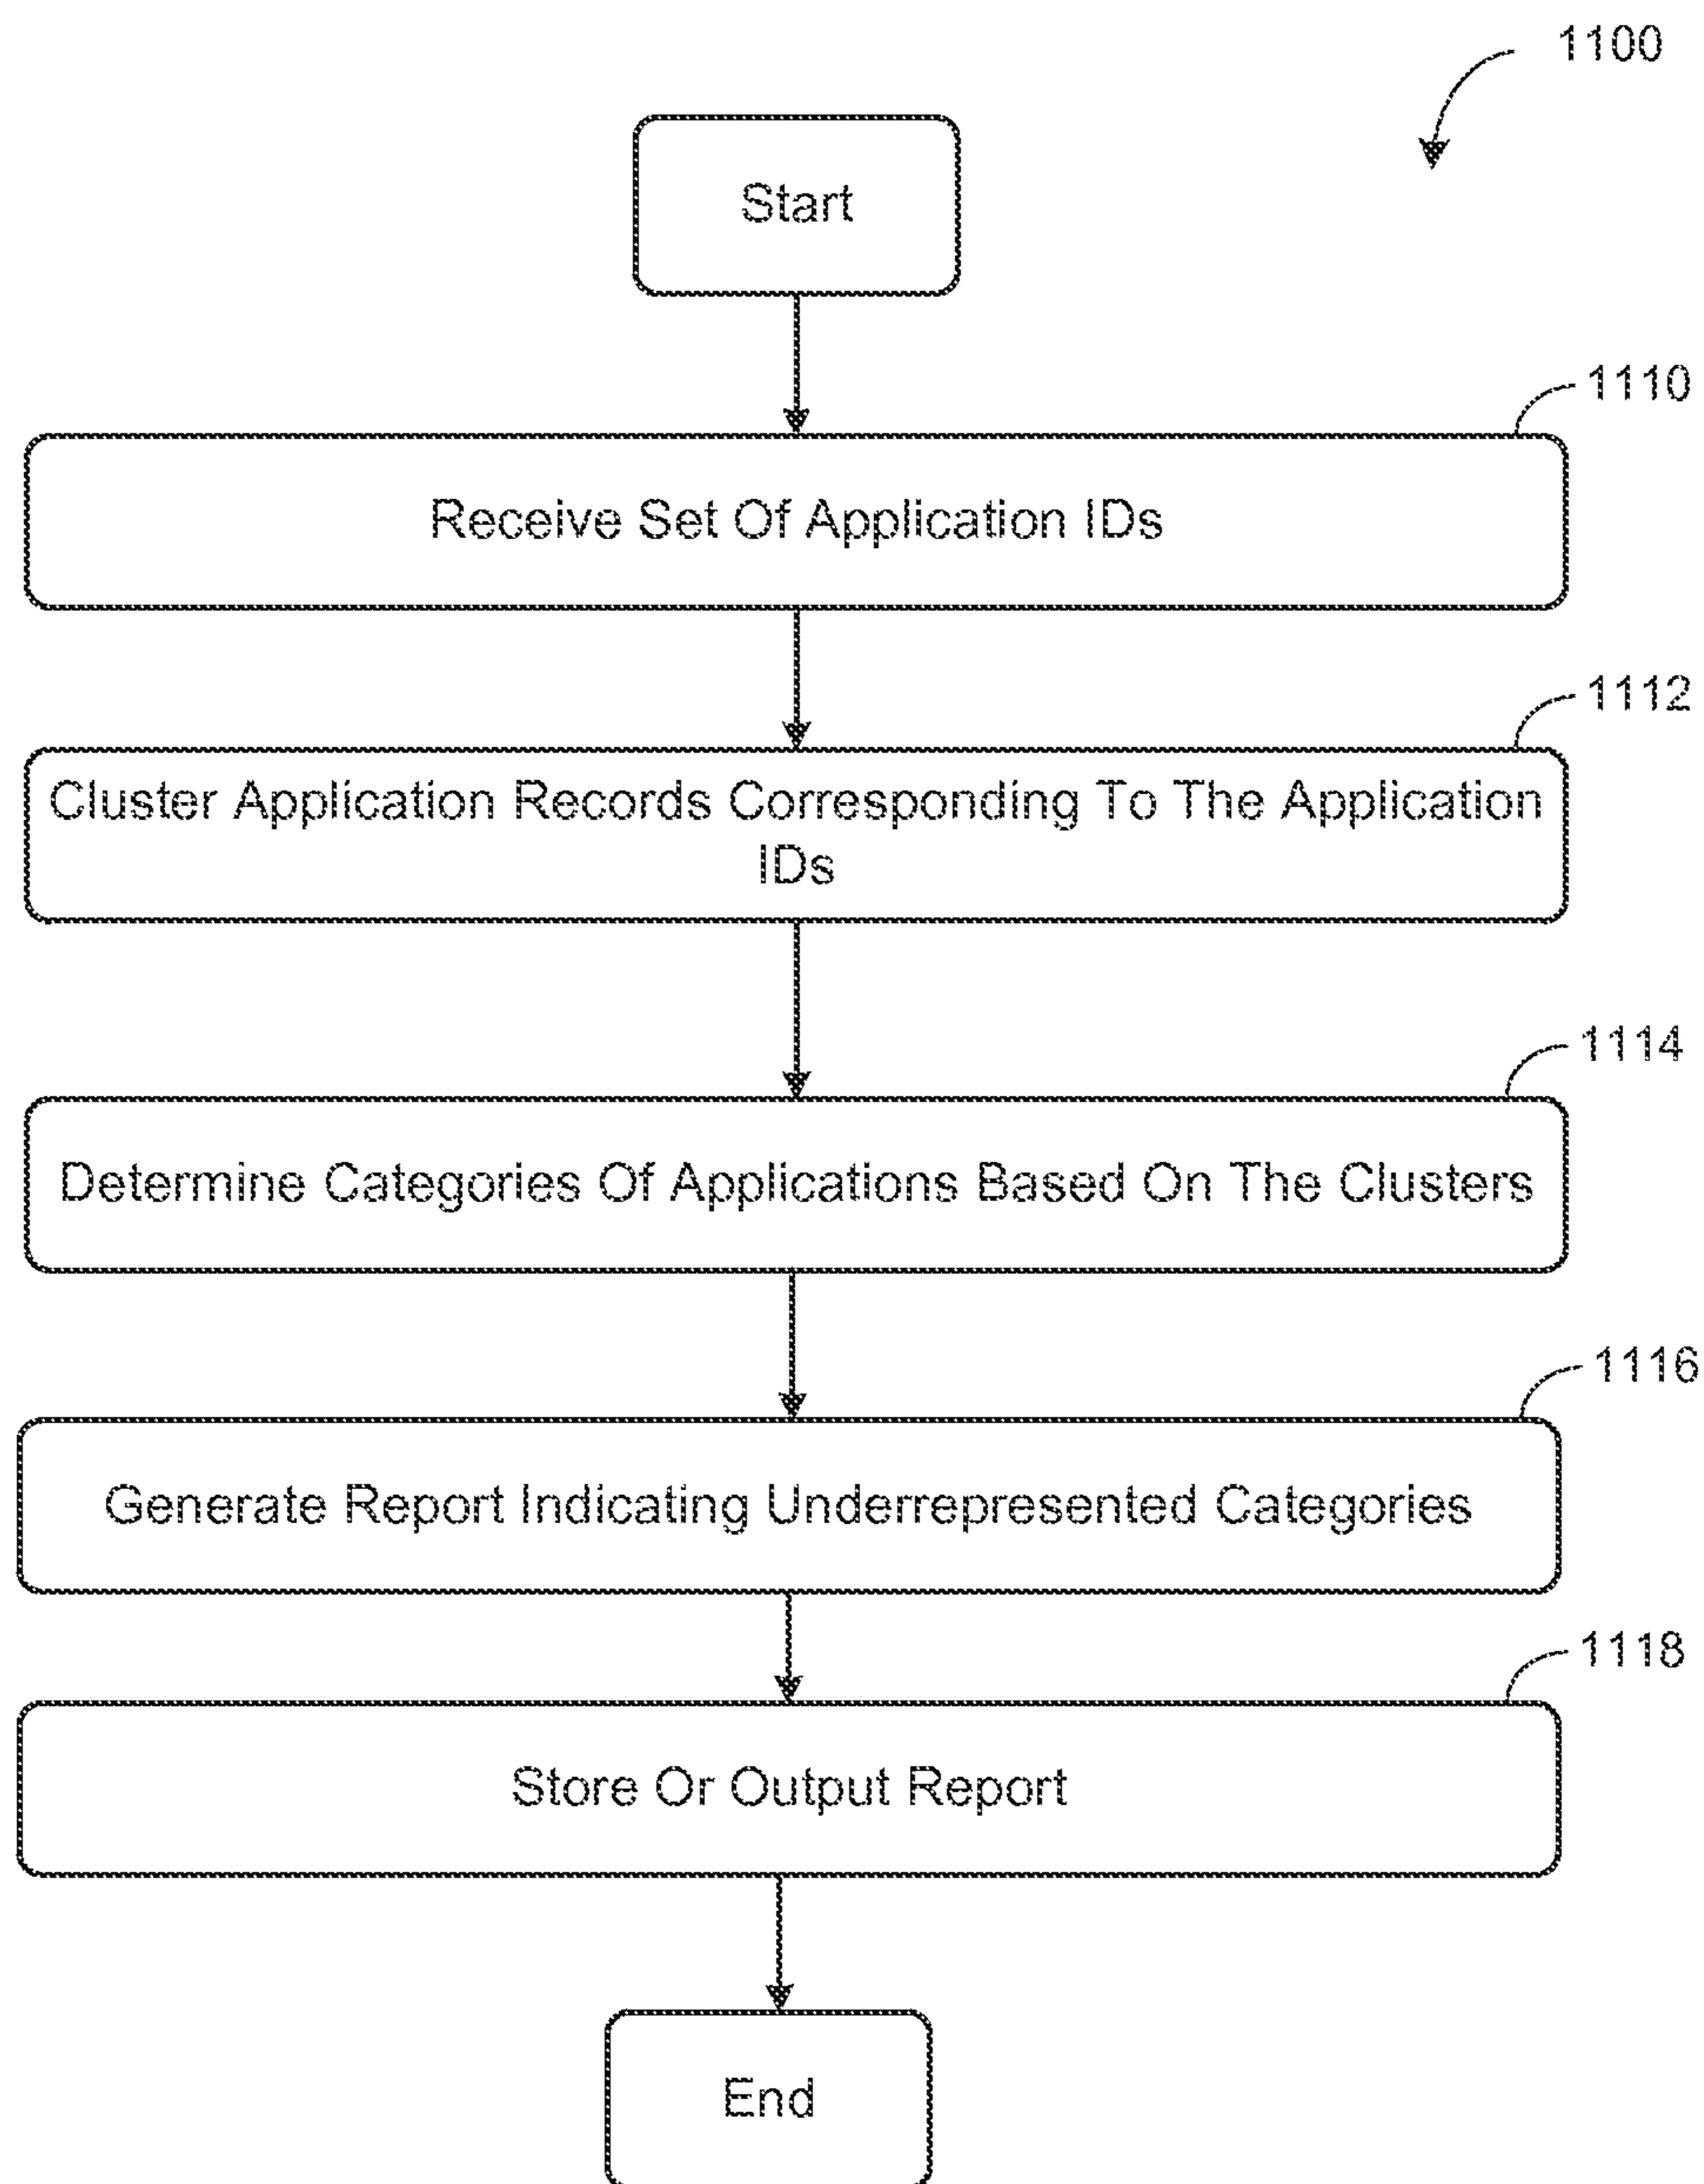 1100
Start
1110
Receive Set Of Application IDs
1112
Cluster Application Records Corresponding To The Application
IDs
1114
Determine Categories Of Applications Based On The Clusters
1116
Generate Report Indicating Underrepresented Categories
1118
Store Or Output Report
End